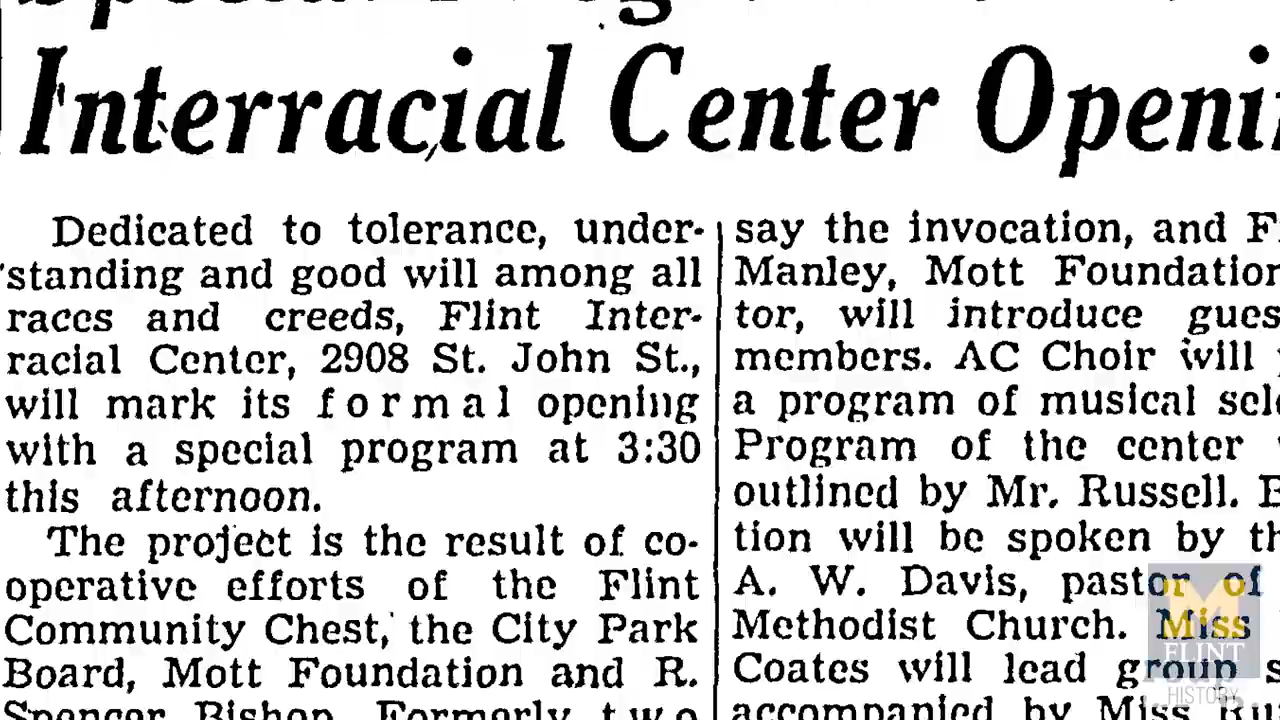 Interracial Center
Dedicated to tolerance, under-
standing and good will among all
races and creeds, Flint Inter-
racial Center, 2908 St. John St.,
will mark its formal opening
with a special program at 3:30
this afternoon.
The project is the result of co-
operative efforts of the Flint
Community Chest, the City Park
Board, Mott Foundation and R.
Spencer Bishop. Formerly two
say the invocation, and
Manley, Mott
tor, will introduce
members. AC Choir will
a program of musical
Program of the center
outlined by Mr. Russell.
tion will be spoken by
A. W. Davis, pastor of
Methodist Church. Miss
Coates will lead group
accompanied by Miss
FLINT
HISTORY